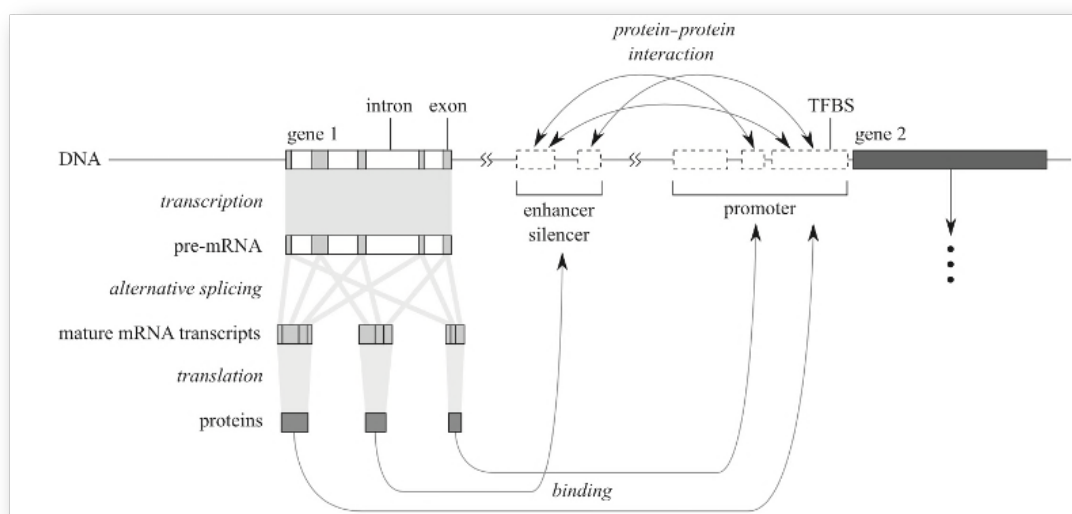 protein–protein
interaction
intron
exon
TFBS
gene 1
gene 2
DNA
transcription
enhancer
silencer
promoter
pre-mRNA
alternative splicing
mature mRNA transcripts
translation
proteins
binding